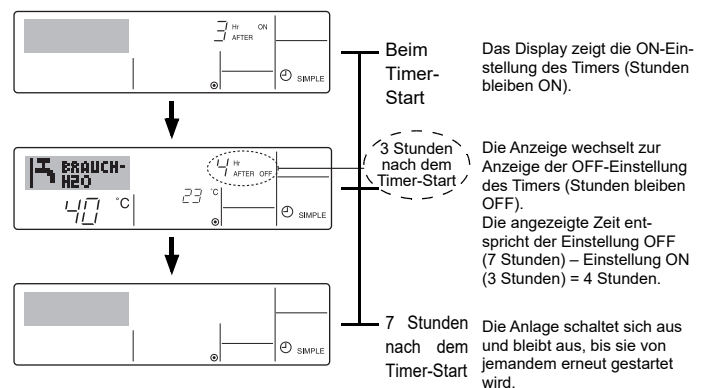 3 Hr ON
AFTER
SIMPLE
Beim
Timer-
Start
Das Display zeigt die ON-Ein-
stellung des Timers (Stunden
bleiben ON).
BRAUCH-
H2O
4 Hr
AFTER OFF
40 °C
23 °C
SIMPLE
3 Stunden
nach dem
Timer-Start
Die Anzeige wechselt zur
Anzeige der OFF-Einstellung
des Timers (Stunden bleiben
OFF).
Die angezeigte Zeit ent-
spricht der Einstellung OFF
(7 Stunden) – Einstellung ON
(3 Stunden) = 4 Stunden.
SIMPLE
7 Stunden
nach dem
Timer-Start
Die Anlage schaltet sich aus
und bleibt aus, bis sie von
jemandem erneut gestartet
wird.